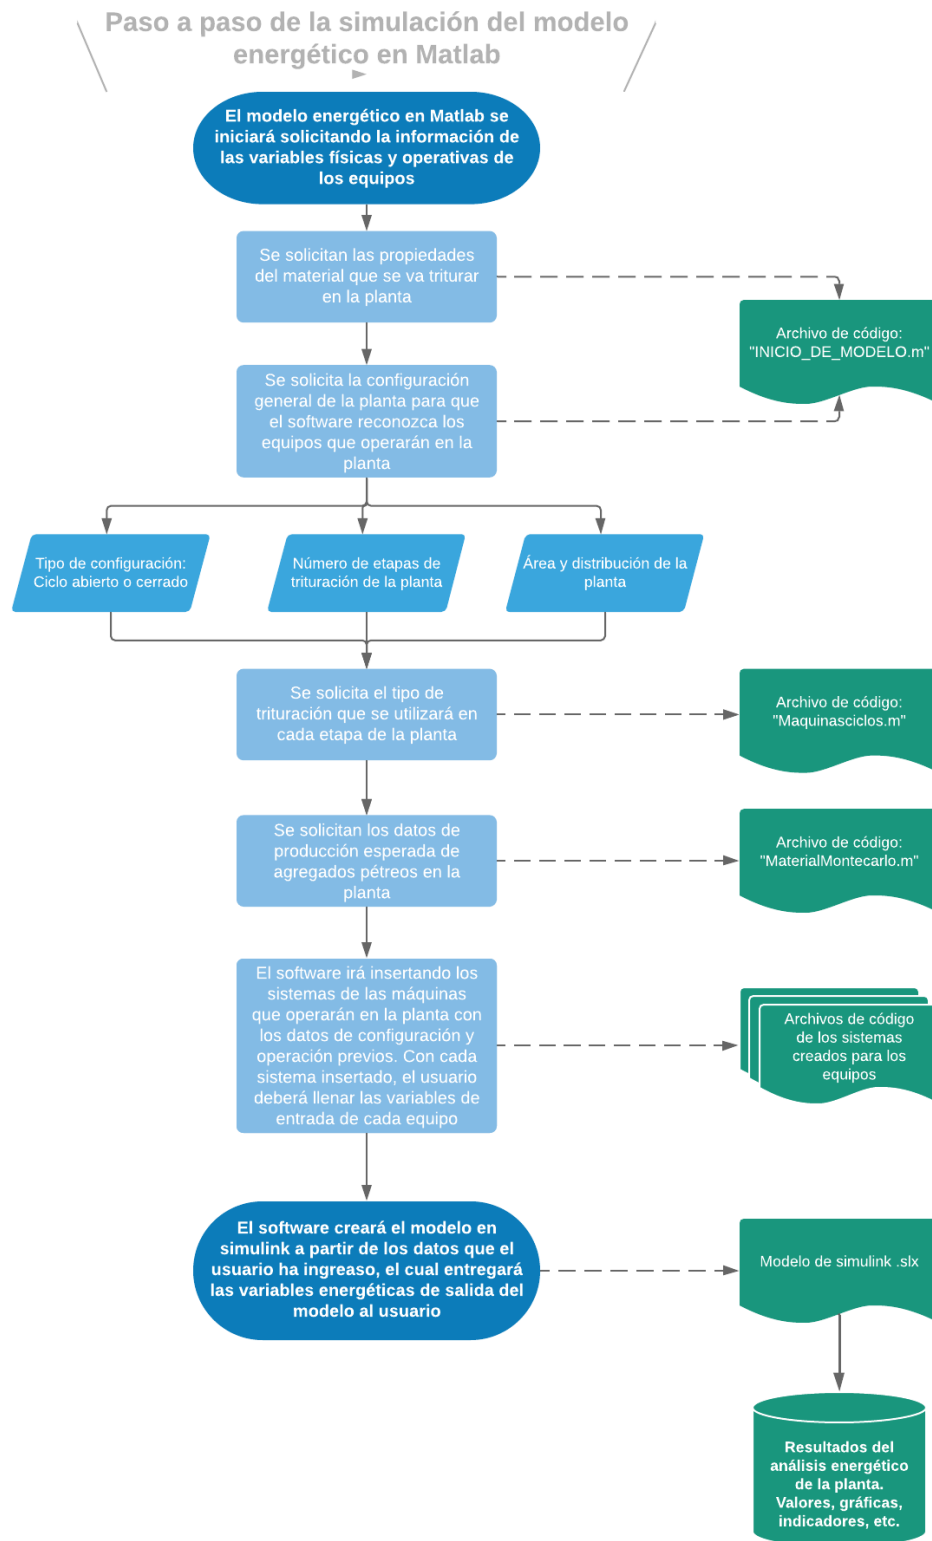 Paso a paso de la simulación del modelo
energético en Matlab
El modelo energético en Matlab se
iniciará solicitando la información de
las variables físicas y operativas de
los equipos
Se solicitan las propiedades
del material que se va triturar
en la planta
Archivo de código:
"INICIO_DE_MODELO.m"
Se solicita la configuración
general de la planta para que
el software reconozca los
equipos que operarán en la
planta
Tipo de configuración:
Ciclo abierto o cerrado
Número de etapas de
trituración de la planta
Área y distribución de la
planta
Se solicita el tipo de
trituración que se utilizará en
cada etapa de la planta
Archivo de código:
"Maquinasciclos.m"
Se solicitan los datos de
producción esperada de
agregados pétreos en la
planta
Archivo de código:
"MaterialMontecarlo.m"
El software irá insertando los
sistemas de las máquinas
que operarán en la planta con
los datos de configuración y
operación previos. Con cada
sistema insertado, el usuario
deberá llenar las variables de
entrada de cada equipo
Archivos de código
de los sistemas
creados para los
equipos
El software creará el modelo en
simulink a partir de los datos que el
usuario ha ingreso, el cual entregará
las variables energéticas de salida del
modelo al usuario
Modelo de simulink .slx
Resultados del
análisis energético
de la planta.
Valores, gráficas,
indicadores, etc.